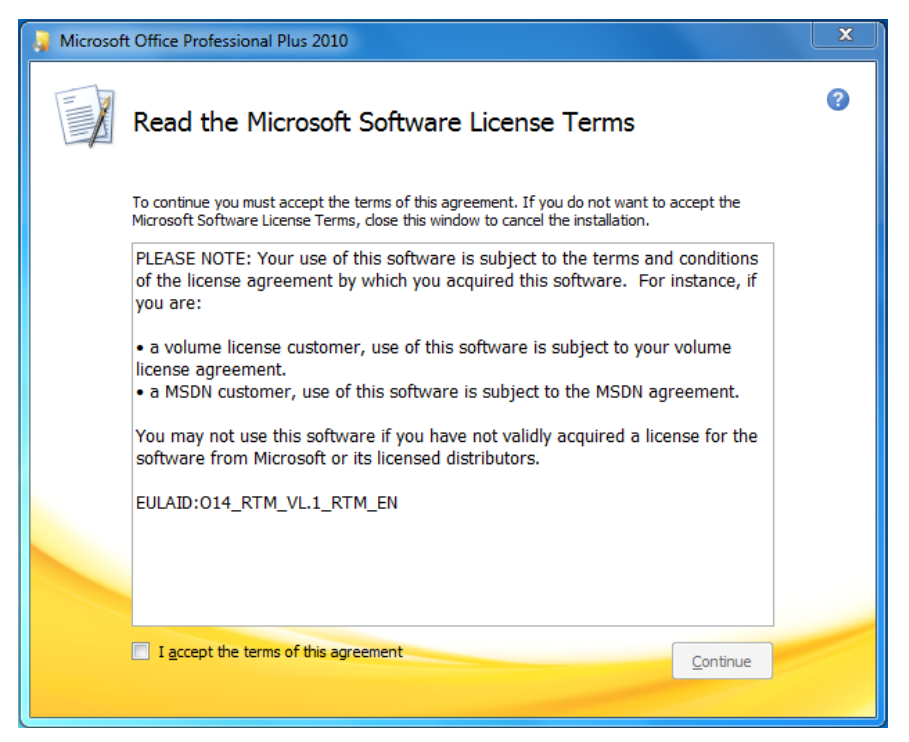 Microsoft Office Professional Plus 2010
x
?
Read the Microsoft Software License Terms
To continue you must accept the terms of this agreement. If you do not want to accept the
Microsoft Software License Terms, close this window to cancel the installation.
PLEASE NOTE: Your use of this software is subject to the terms and conditions
of the license agreement by which you acquired this software.  For instance, if
you are:
• a volume license customer, use of this software is subject to your volume
license agreement.
• a MSDN customer, use of this software is subject to the MSDN agreement.
You may not use this software if you have not validly acquired a license for the
software from Microsoft or its licensed distributors.
EULAID:O14_RTM_VL.1_RTM_EN
I accept the terms of this agreement
Continue